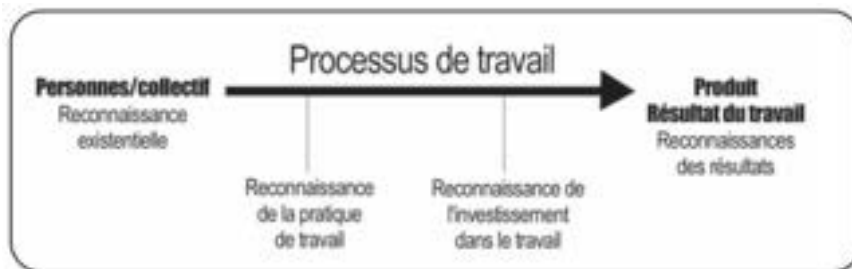 Processus de travail
Personnes/collectif
Reconnaissance
existentielle
Produit
Résultat du travail
Reconnaissances
des résultats
Reconnaissance
de la pratique
de travail
Reconnaissance de
l'investissement
dans le travail